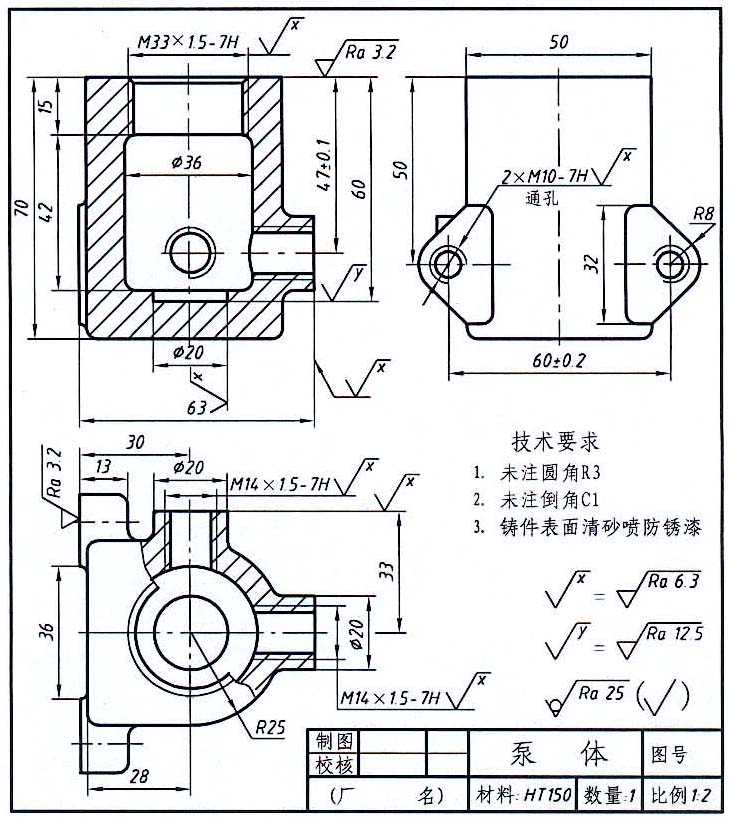 M33×1.5-7H
x
Ra 3.2
15
70
42
Φ36
47±0.1
60
y
Φ20
x
x
63
50
50
2×M10-7H
x
通孔
R8
32
60±0.2
30
13
Ra 3.2
Φ20
M14×1.5-7H
x
x
33
36
Φ20
M14×1.5-7H
x
R25
28
技术要求
1. 未注圆角R3
2. 未注倒角C1
3. 铸件表面清砂喷防锈漆
x = Ra 6.3
y = Ra 12.5
Ra 25 (√)
制图
校核
泵 体
图号
(厂 名)
材料: HT150
数量:1
比例1:2